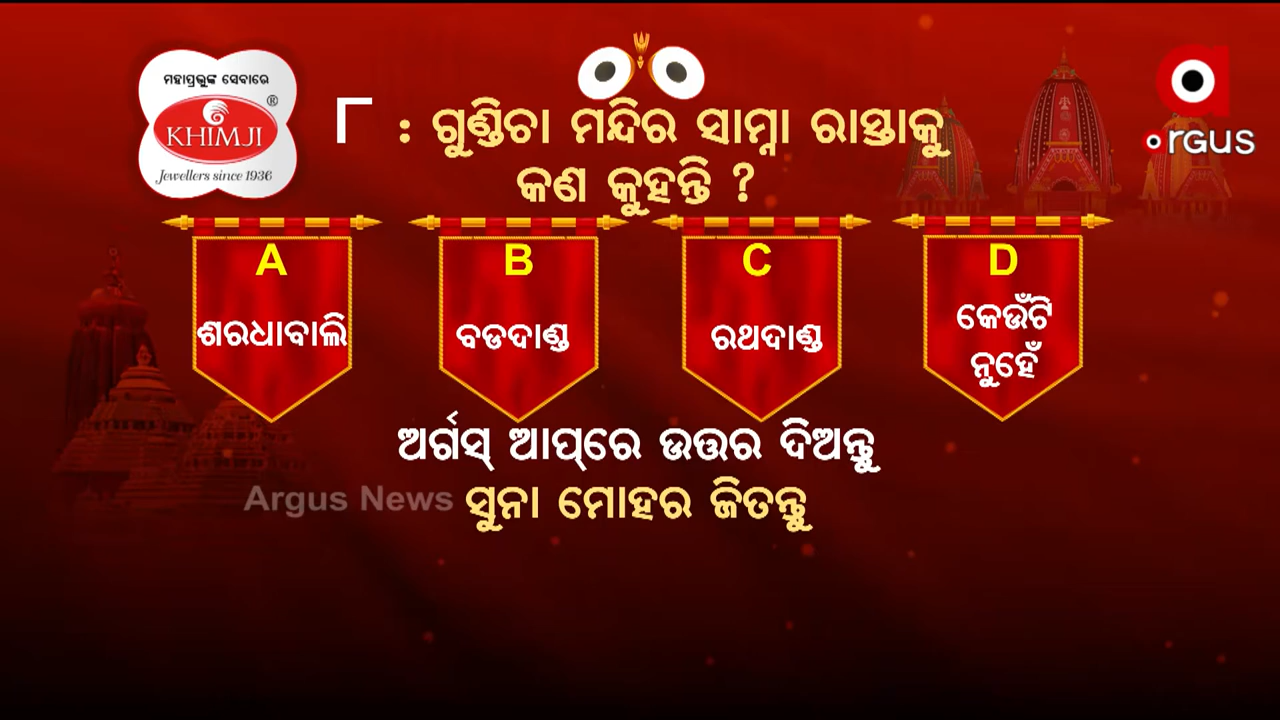 ମହାପ୍ରଭୁଙ୍କ ସେବାରେ
KHIMJI ®
Jewellers since 1936
argus
୮ : ଗୁଣ୍ଡିଚା ମନ୍ଦିର ସାମ୍ନା ରାସ୍ତାକୁ
କଣ କୁହନ୍ତି ?
A
ଶରଧାବାଲି
B
ବଡଦାଣ୍ଡ
C
ରଥଦାଣ୍ଡ
D
କେଉଁଟି
ନୁହେଁ
ଅର୍ଗସ୍ ଆପ୍‌ରେ ଉତ୍ତର ଦିଅନ୍ତୁ
Argus News
ସୁନା ମୋହର ଜିତନ୍ତୁ